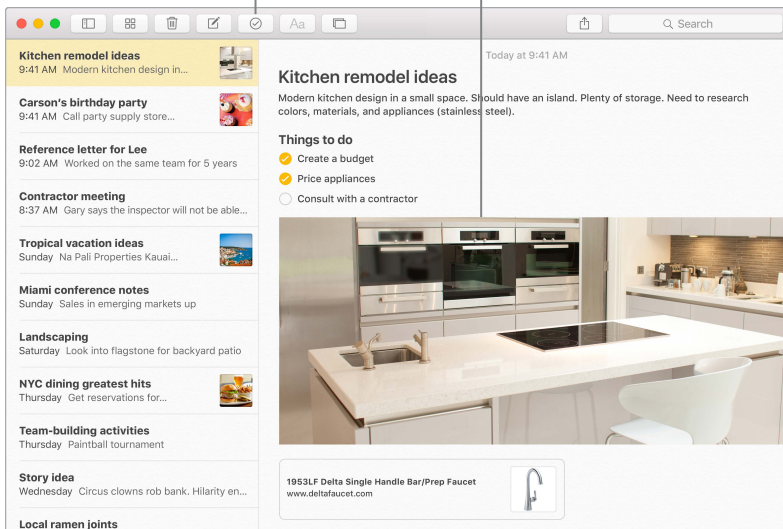 Aa
Search
Kitchen remodel ideas
9:41 AM Modern kitchen design in...
Carson's birthday party
9:41 AM Call party supply store...
Reference letter for Lee
9:02 AM Worked on the same team for 5 years
Contractor meeting
8:37 AM Gary says the inspector will not be able...
Tropical vacation ideas
Sunday Na Pali Properties Kauai...
Miami conference notes
Sunday Sales in emerging markets up
Landscaping
Saturday Look into flagstone for backyard patio
NYC dining greatest hits
Thursday Get reservations for...
Team-building activities
Thursday Paintball tournament
Story idea
Wednesday Circus clowns rob bank. Hilarity en...
Local ramen joints
Today at 9:41 AM
Kitchen remodel ideas
Modern kitchen design in a small space. Should have an island. Plenty of storage. Need to research
colors, materials, and appliances (stainless steel).
Things to do
Create a budget
Price appliances
Consult with a contractor
1953LF Delta Single Handle Bar/Prep Faucet
www.deltafaucet.com